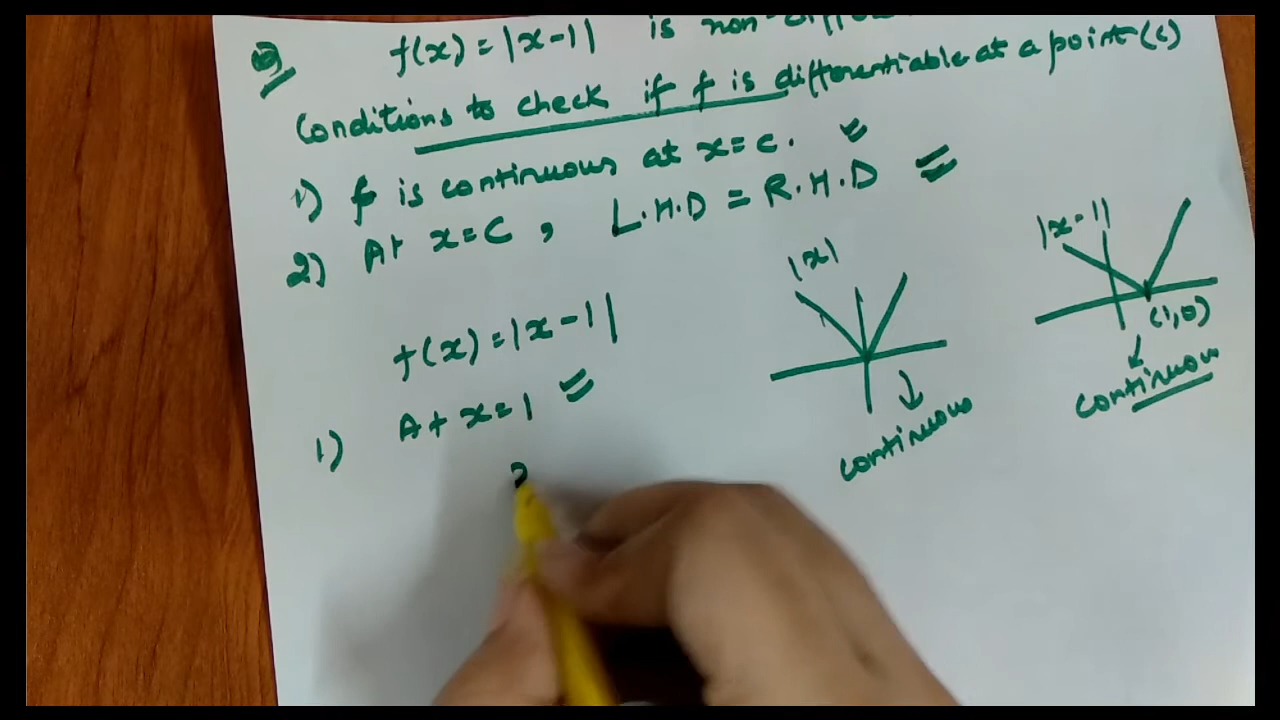 f(x) = |x-1| is non-
Conditions to check if f is differentiable at a point (c)
1) f is continuous at x=c.
2) At x=c, L.H.D = R.H.D
|x|
|x-1|
(1,0)
f(x) = |x-1|
continuous
continuous
1) At x=1